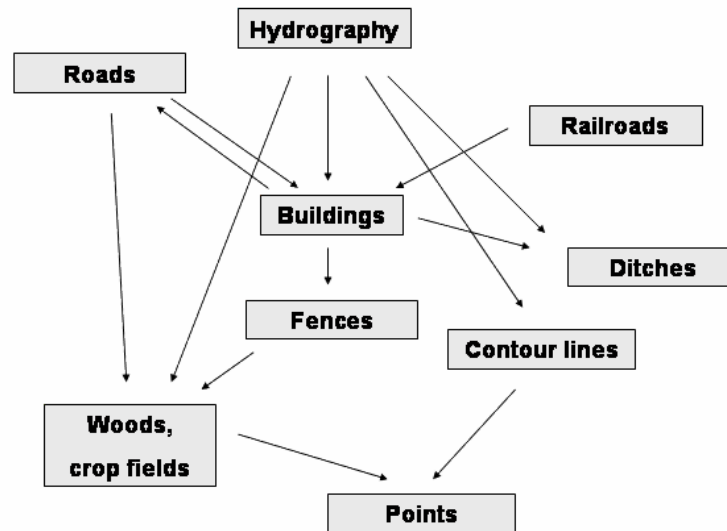 Hydrography
Roads
Railroads
Buildings
Ditches
Fences
Contour lines
Woods,
crop fields
Points